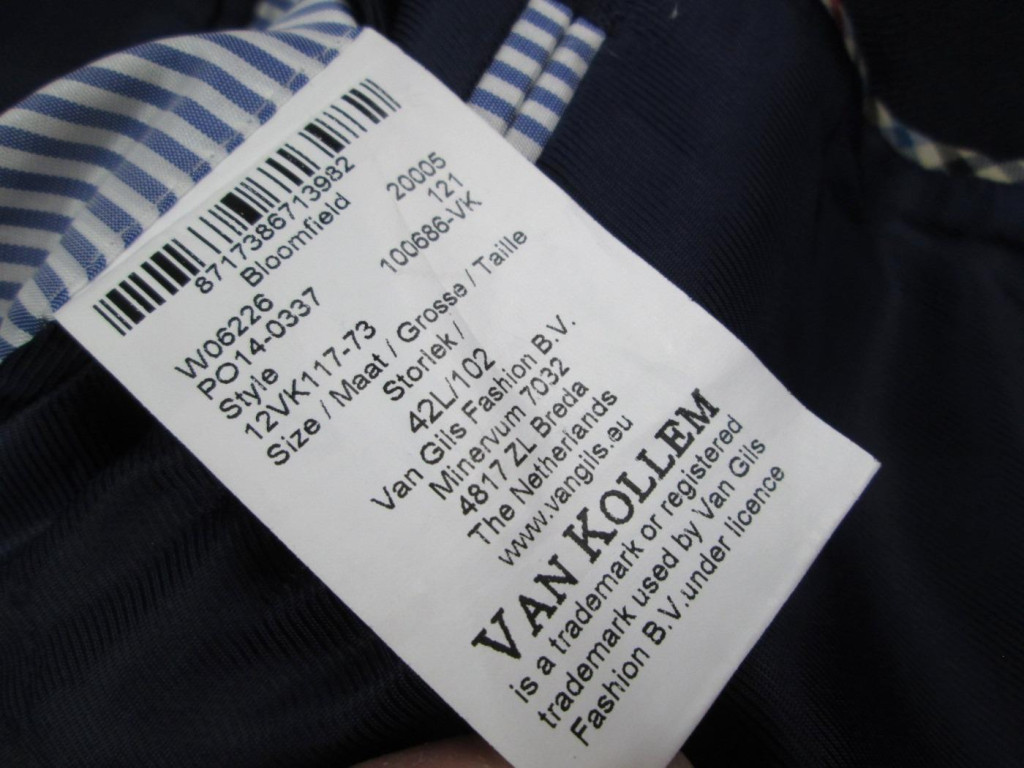 8717386713982
Bloomfield
W06226 20005
PO14-0337 121
Style 100686-VK
12VK117-73
Size / Maat / Grosse / Taille
Storlek /
42L/102
Van Gils Fashion B.V.
Minervum 7032
4817 ZL Breda
The Netherlands
www.vangils.eu
VAN KOLLEM
is a trademark or registered
trademark used by Van Gils
Fashion B.V.under licence